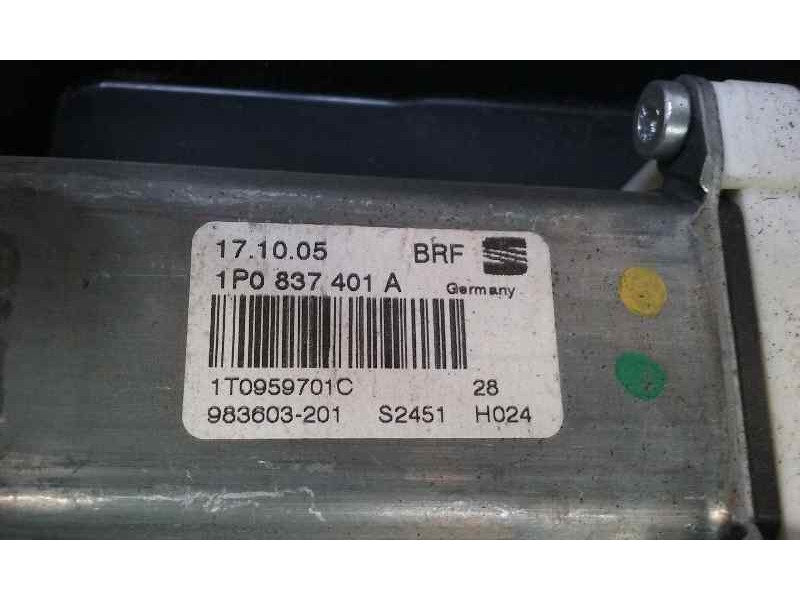 17.10.05 BRF
1P0 837 401 A Germany
1T0959701C 28
983603-201 S2451 H024